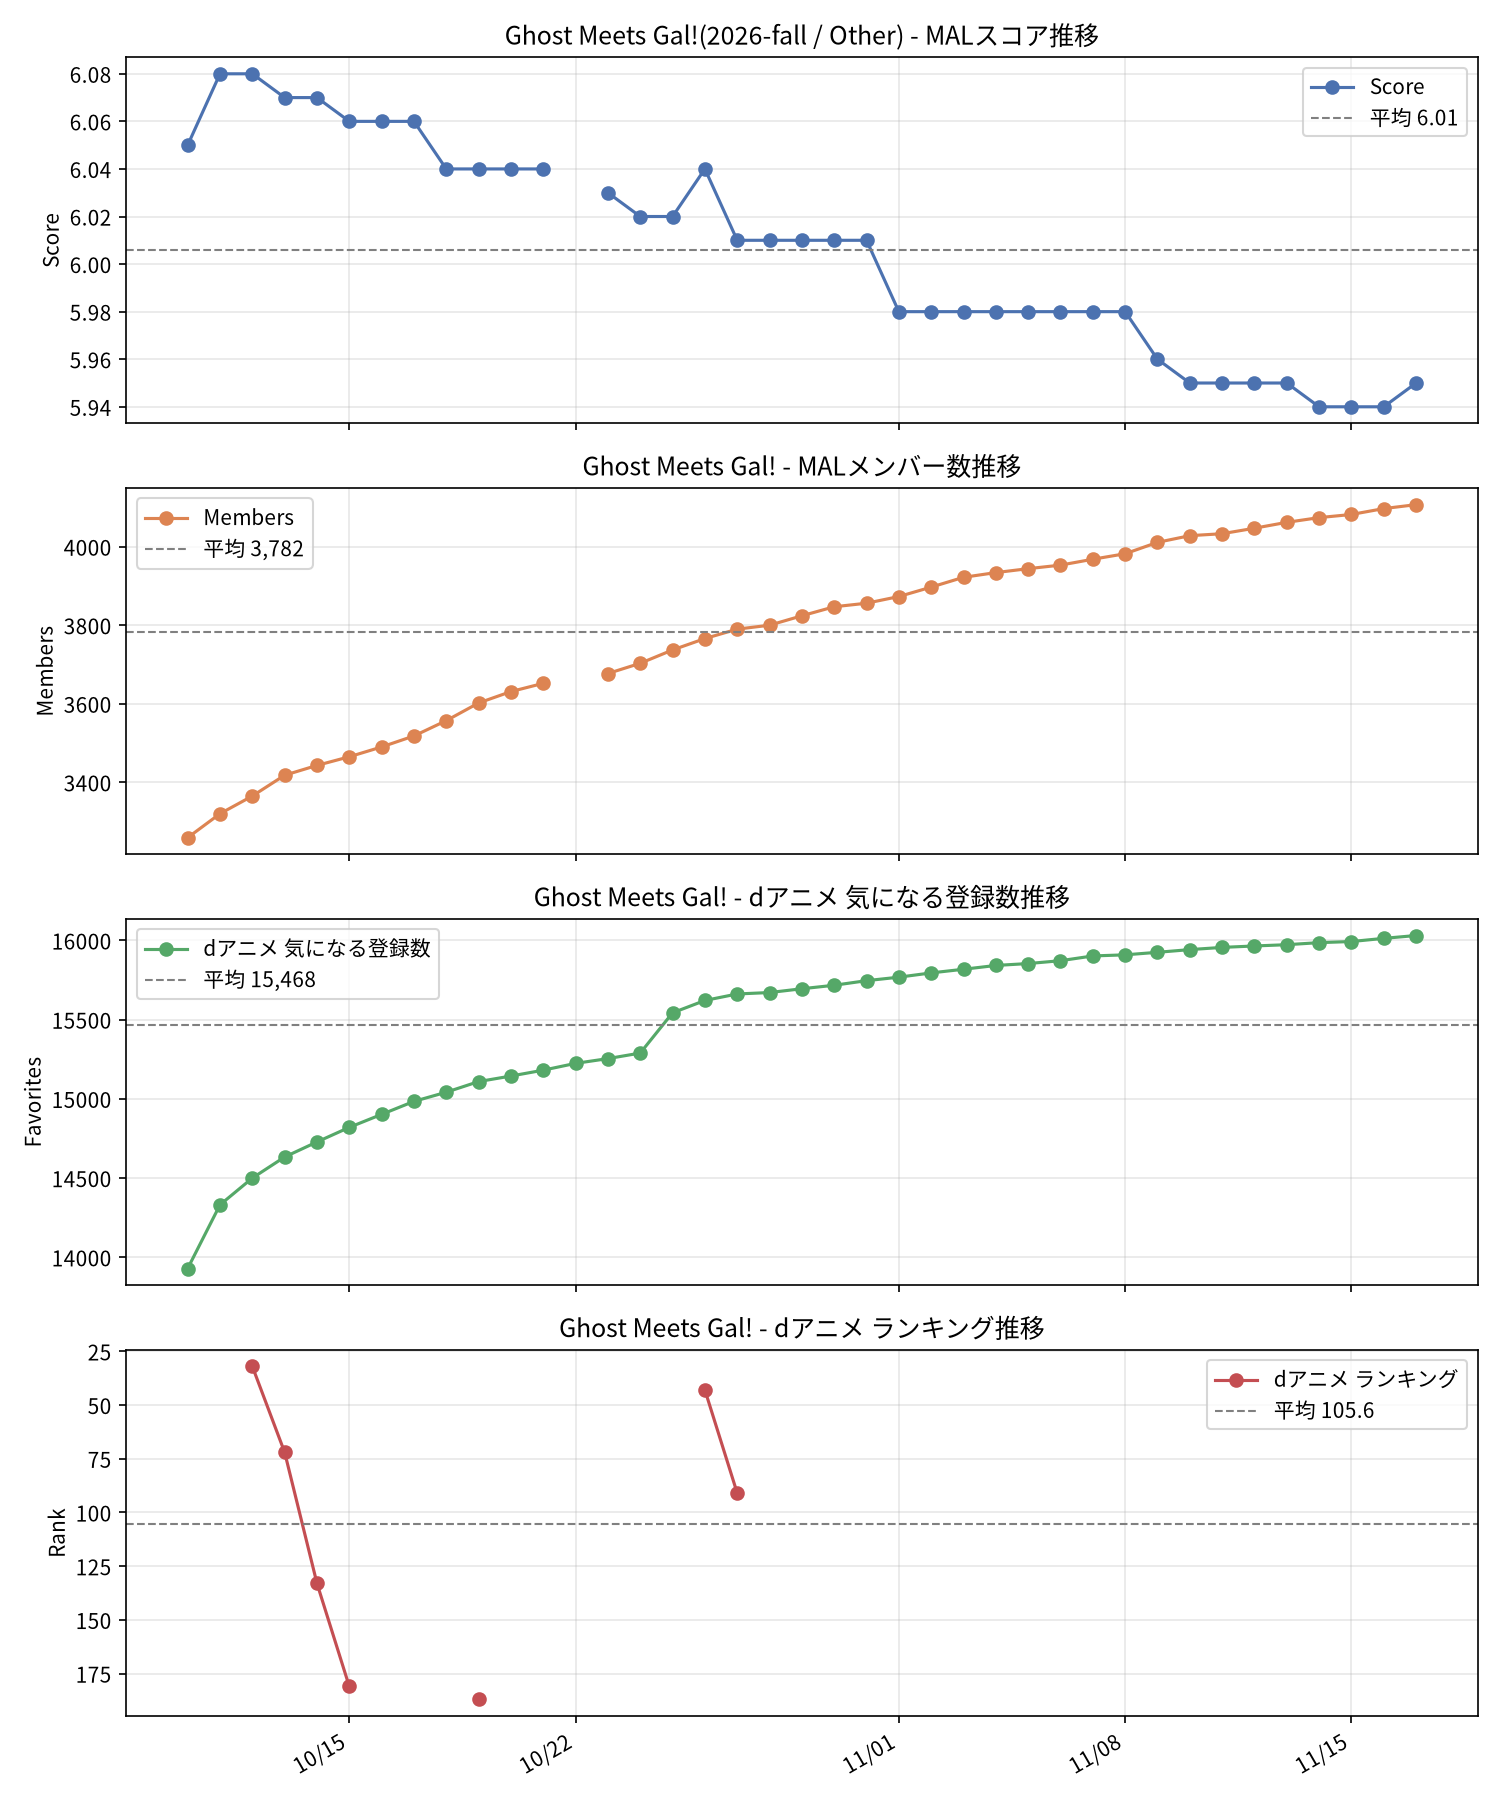 Ghost Meets Gal!(2026-fall / Other) - MALスコア推移
Score
6.08
6.06
6.04
6.02
6.00
5.98
5.96
5.94
Score
平均 6.01
Ghost Meets Gal! - MALメンバー数推移
Members
4000
3800
3600
3400
Members
平均 3,782
Ghost Meets Gal! - dアニメ 気になる登録数推移
Favorites
16000
15500
15000
14500
14000
dアニメ 気になる登録数
平均 15,468
Ghost Meets Gal! - dアニメ ランキング推移
Rank
25
50
75
100
125
150
175
dアニメ ランキング
平均 105.6
10/15
10/22
11/01
11/08
11/15